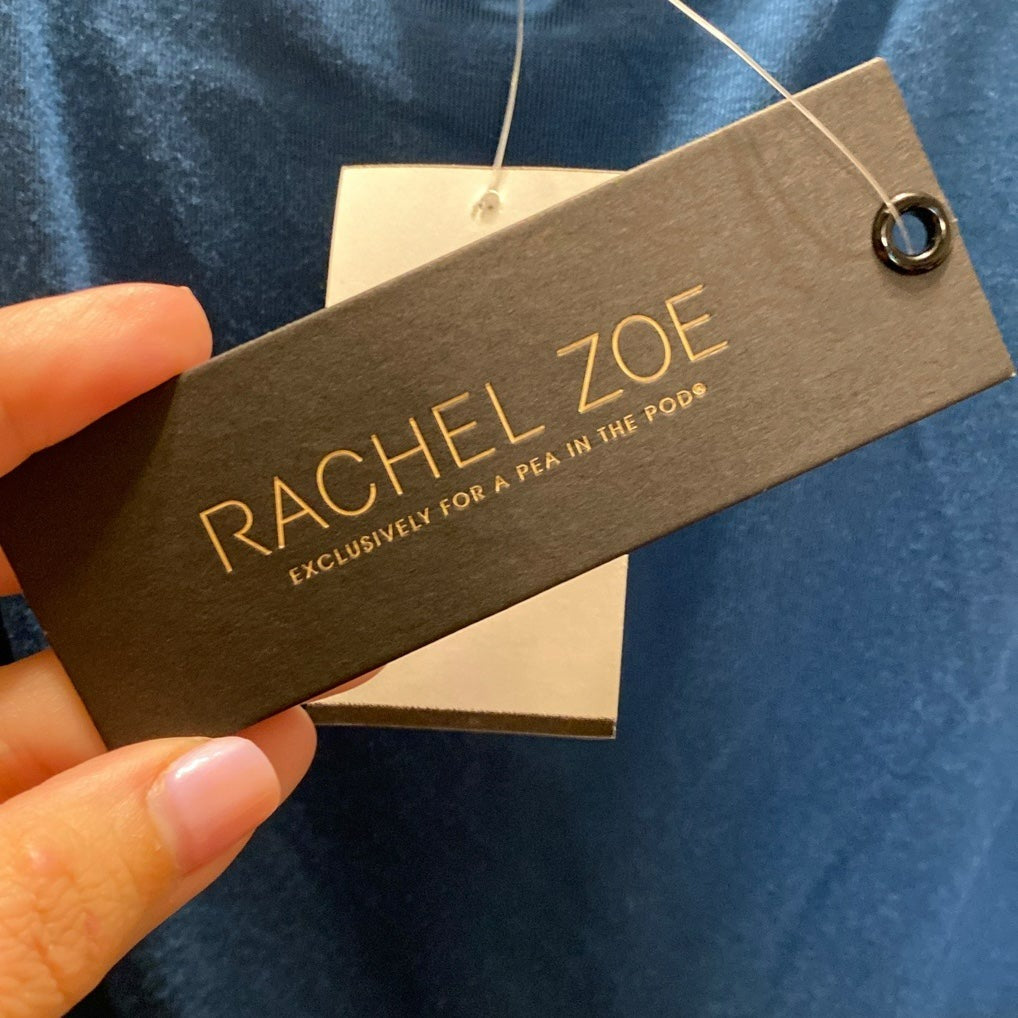 RACHEL ZOE
EXCLUSIVELY FOR A PEA IN THE POD®